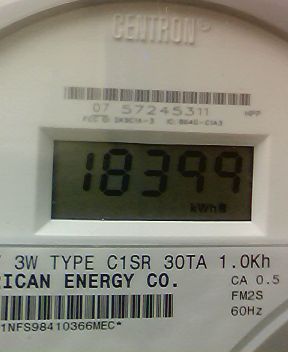 CENTRON®
07 57245311
18399
kWh
3W TYPE C1SR 30TA 1.0Kh
RICAN ENERGY CO.
CA 0.5
FM2S
60Hz
1NFS98410366MEC*